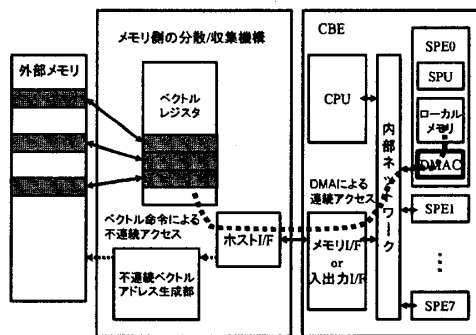 メモリ側の分散/収集機構
外部メモリ
ベクトル
レジスタ
ベクトル命令による
不連続アクセス
不連続ベクトル
アドレス生成部
ホストI/F
CBE
CPU
DMAによる
連続アクセス
メモリI/F
or
入出力I/F
内部ネットワーク
SPE0
SPU
ローカル
メモリ
DMAC
SPE1
SPE7